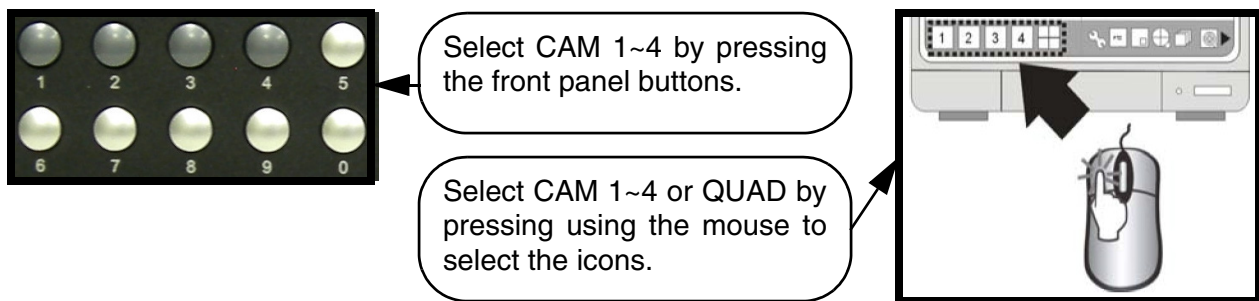 1 2 3 4 5
6 7 8 9 0
Select CAM 1~4 by pressing
the front panel buttons.
Select CAM 1~4 or QUAD by
pressing using the mouse to
select the icons.
1 2 3 4